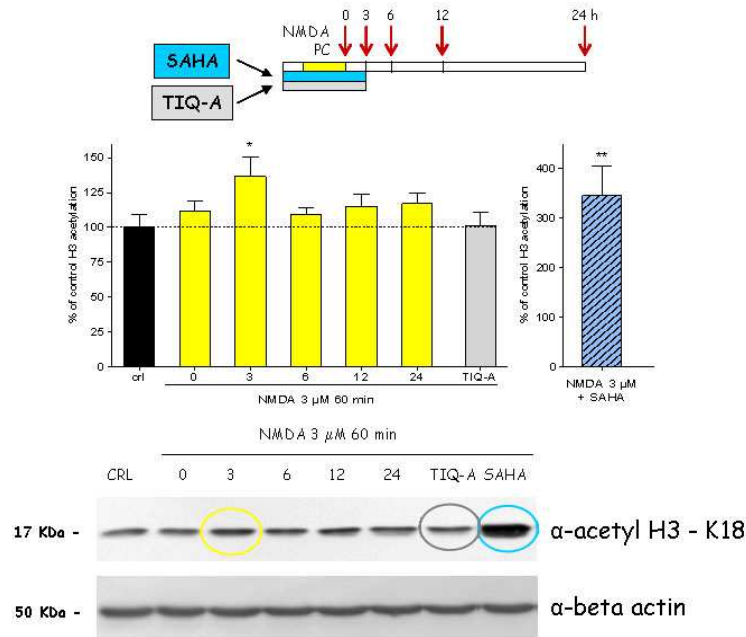 0 3 6 12 24 h
NMDA
PC
SAHA
TIQ-A
*
150
125
100
75
50
25
0
% of control H3 acetylation
crl 0 3 6 12 24 TIQ-A
NMDA 3 µM 60 min
**
400
300
200
100
0
% of control H3 acetylation
NMDA 3 µM
+ SAHA
NMDA 3 µM 60 min
CRL 0 3 6 12 24 TIQ-A SAHA
17 KDa -
α-acetyl H3 - K18
50 KDa -
α-beta actin